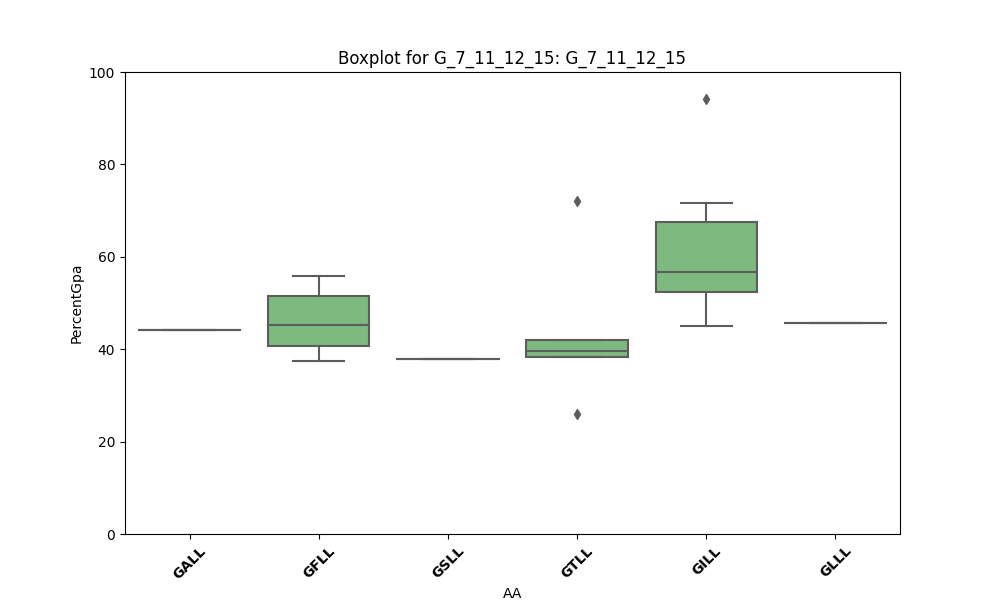 Boxplot for G_7_11_12_15: G_7_11_12_15
100
80
60
40
20
0
PercentGpa
GALL
GFLL
GSLL
GTLL
GILL
GLLL
AA